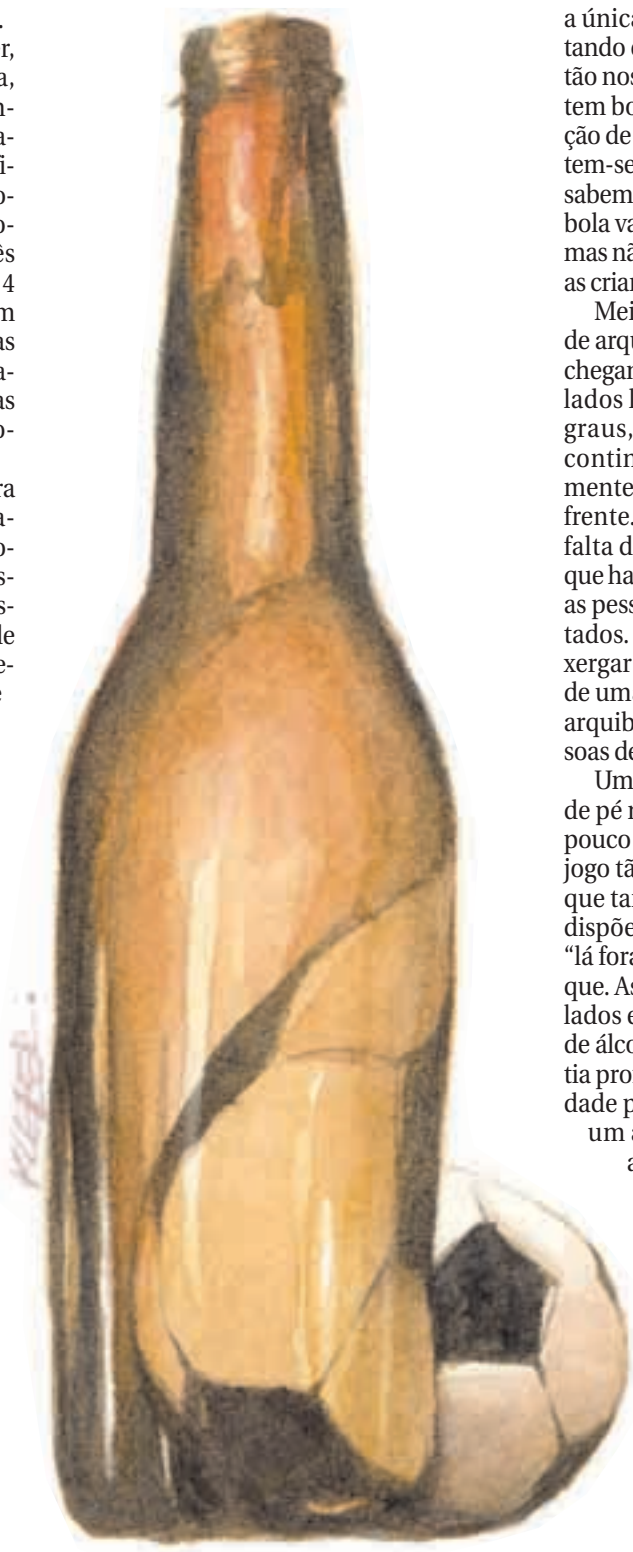 .
r,
a,
n-
a-
fi-
o-
o-
ês
4
m
as
a-
as
o-
ra
a-
o-
s-
s-
le
e-
e
a única
tando
tão nos
tem bo
ção de
tem-se
sabem
bola va
mas nã
as crian
Mei
de arqu
chegar
lados
graus,
contin
mente
frente.
falta d
que ha
as pess
tados.
xergar
de uma
arquib
soas de
Um
de pé
pouco
jogo tã
que tan
dispõe
“lá fora
que. As
lados e
de álco
tia pro
dade p
um a
a